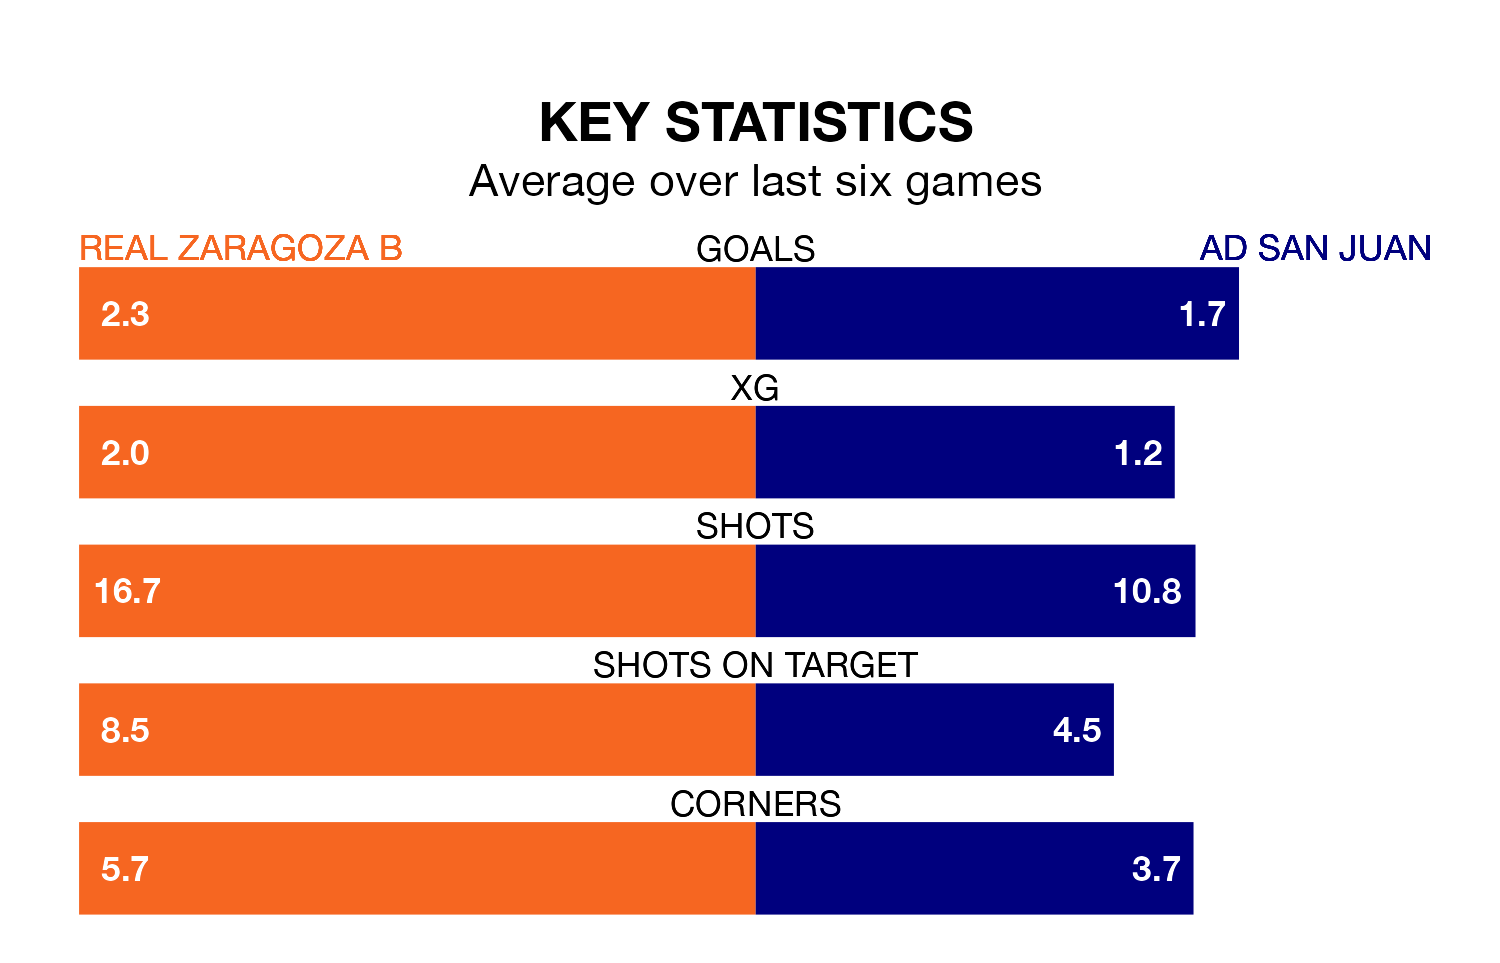 KEY STATISTICS
Average over last six games
REAL ZARAGOZA B GOALS AD SAN JUAN
2.3 1.7
XG
2.0 1.2
SHOTS
16.7 10.8
SHOTS ON TARGET
8.5 4.5
CORNERS
5.7 3.7